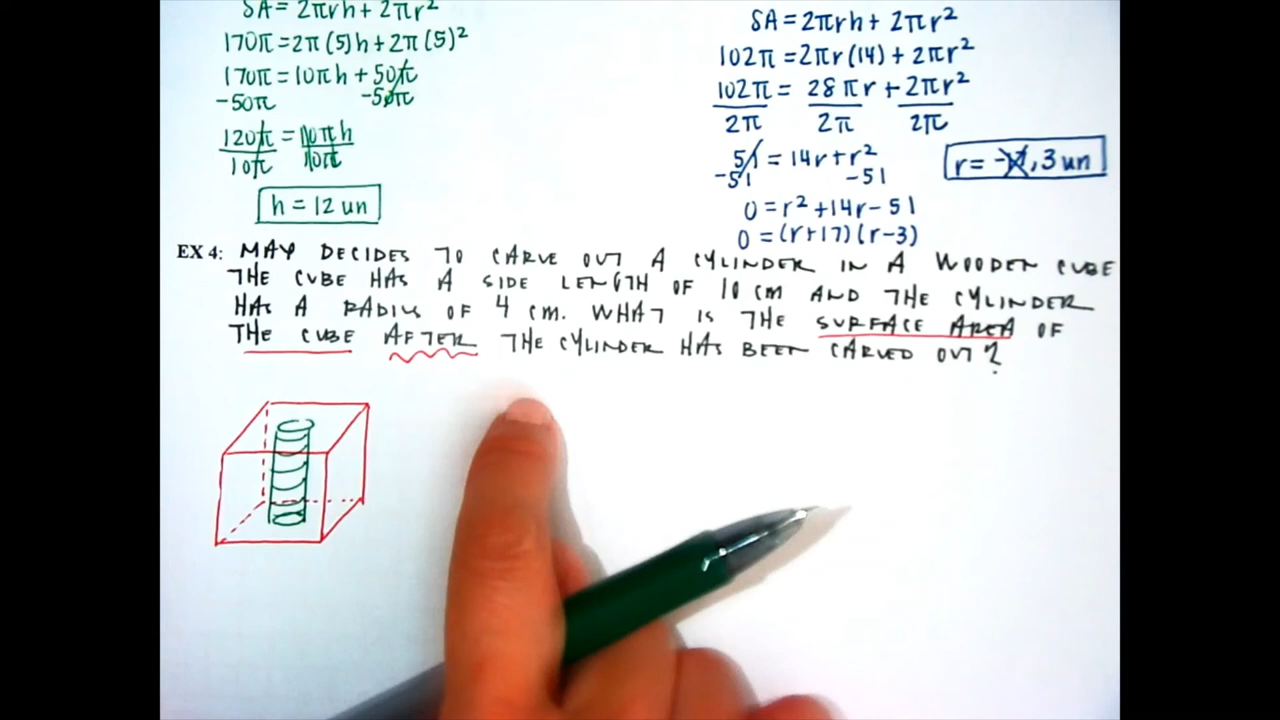 SA = 2πrh + 2πr²
170π = 2π(5)h + 2π(5)²
170π = 10πh + 50π
-50π -50π
120π = 10πh
10π 10π
h = 12 un
SA = 2πrh + 2πr²
102π = 2πr(14) + 2πr²
102π = 28πr + 2πr²
2π 2π 2π
51 = 14r + r²
-51 -51
0 = r² + 14r - 51
0 = (r+17)(r-3)
r = -17, 3 un
EX 4: MAY DECIDES TO CARVE OUT A CYLINDER IN A WOODEN CUBE
THE CUBE HAS A SIDE LENGTH OF 10 CM AND THE CYLINDER
HAS A RADIUS OF 4 CM. WHAT IS THE SURFACE AREA OF
THE CUBE AFTER THE CYLINDER HAS BEEN CARVED OUT?